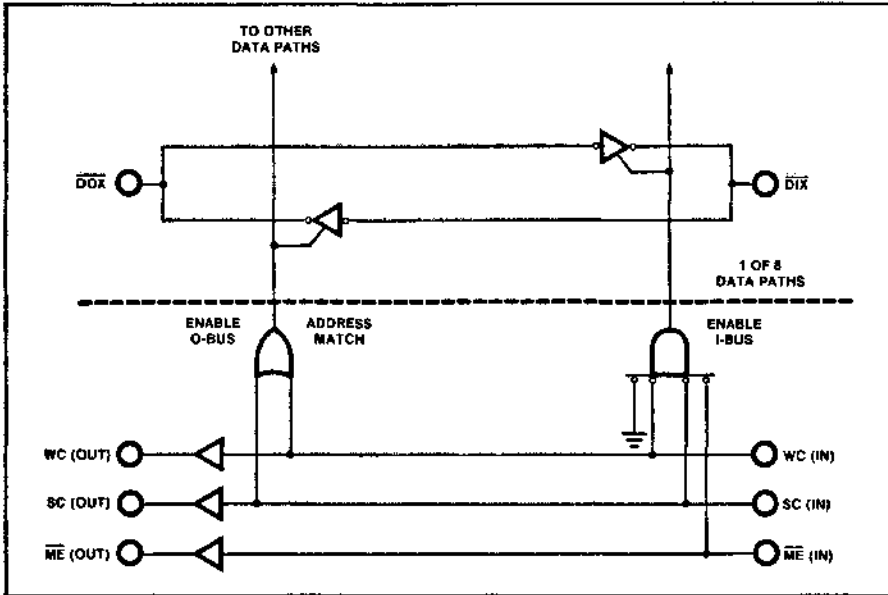 TO OTHER
DATA PATHS
DOX
DIX
1 OF 8
DATA PATHS
ENABLE
O-BUS
ADDRESS
MATCH
ENABLE
I-BUS
WC (OUT)
WC (IN)
SC (OUT)
SC (IN)
ME (OUT)
ME (IN)